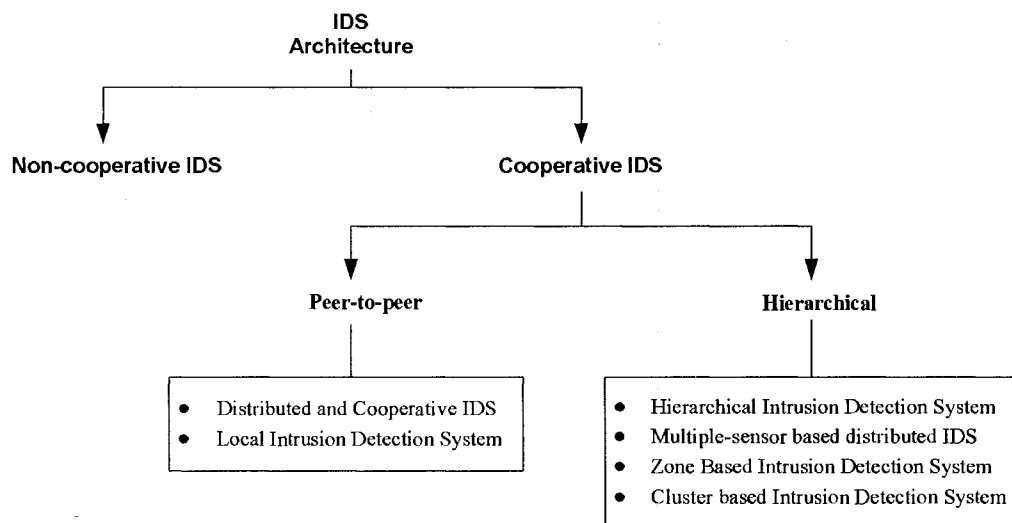 IDS
Architecture
Non-cooperative IDS
Cooperative IDS
Peer-to-peer
Hierarchical
● Distributed and Cooperative IDS
● Local Intrusion Detection System
● Hierarchical Intrusion Detection System
● Multiple-sensor based distributed IDS
● Zone Based Intrusion Detection System
● Cluster based Intrusion Detection System